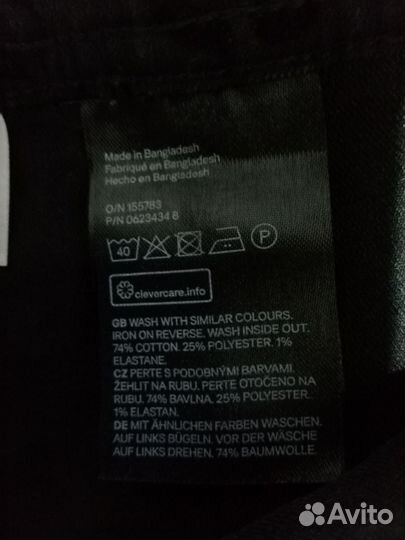 Made in Bangladesh
Fabriqué en Bangladesh
Hecho en Bangladesh
O/N 155783
P/N 0623434 8
40 P
clevercare.info
GB WASH WITH SIMILAR COLOURS.
IRON ON REVERSE. WASH INSIDE OUT.
74% COTTON. 25% POLYESTER. 1%
ELASTANE.
CZ PERTE S PODOBNÝMI BARVAMI.
ŽEHLIT NA RUBU. PERTE OTOČENO NA
RUBU. 74% BAVLNA. 25% POLYESTER.
1% ELASTAN.
DE MIT ÄHNLICHEN FARBEN WASCHEN.
AUF LINKS BÜGELN. VOR DER WÄSCHE
AUF LINKS DREHEN. 74% BAUMWOLLE.
Avito